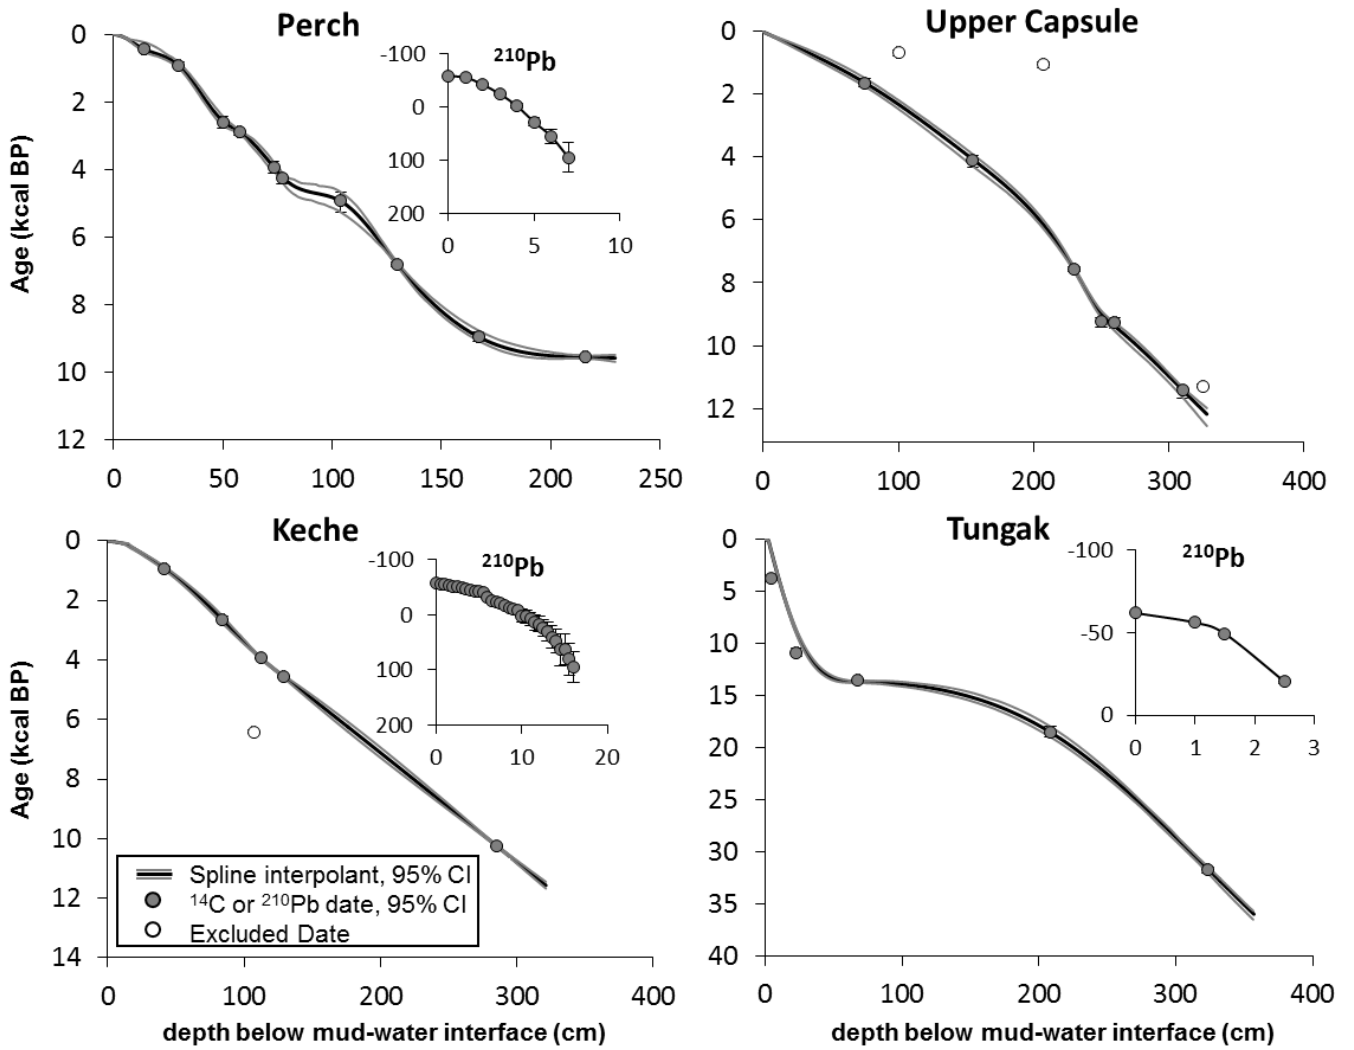 Perch
Age (kcal BP)
0
2
4
6
8
10
12
0 50 100 150 200 250
²¹⁰Pb
-100
0
100
200
0 5 10
Upper Capsule
0
2
4
6
8
10
12
0 100 200 300 400
Keche
Age (kcal BP)
0
2
4
6
8
10
12
14
0 100 200 300 400
depth below mud-water interface (cm)
²¹⁰Pb
-100
0
100
200
0 10 20
Spline interpolant, 95% CI
¹⁴C or ²¹⁰Pb date, 95% CI
Excluded Date
Tungak
0
5
10
15
20
25
30
35
40
0 100 200 300 400
depth below mud-water interface (cm)
²¹⁰Pb
-100
-50
0
0 1 2 3